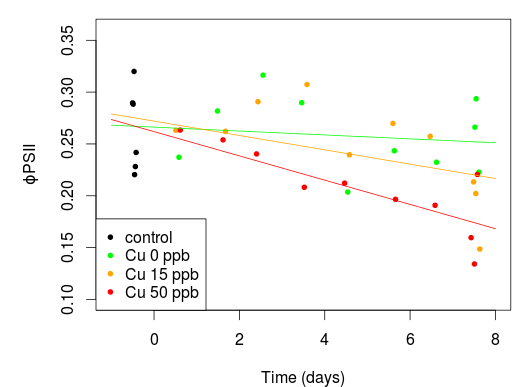 0.35
0.30
0.25
0.20
0.15
0.10
ϕPSII
control
Cu 0 ppb
Cu 15 ppb
Cu 50 ppb
0 2 4 6 8
Time (days)